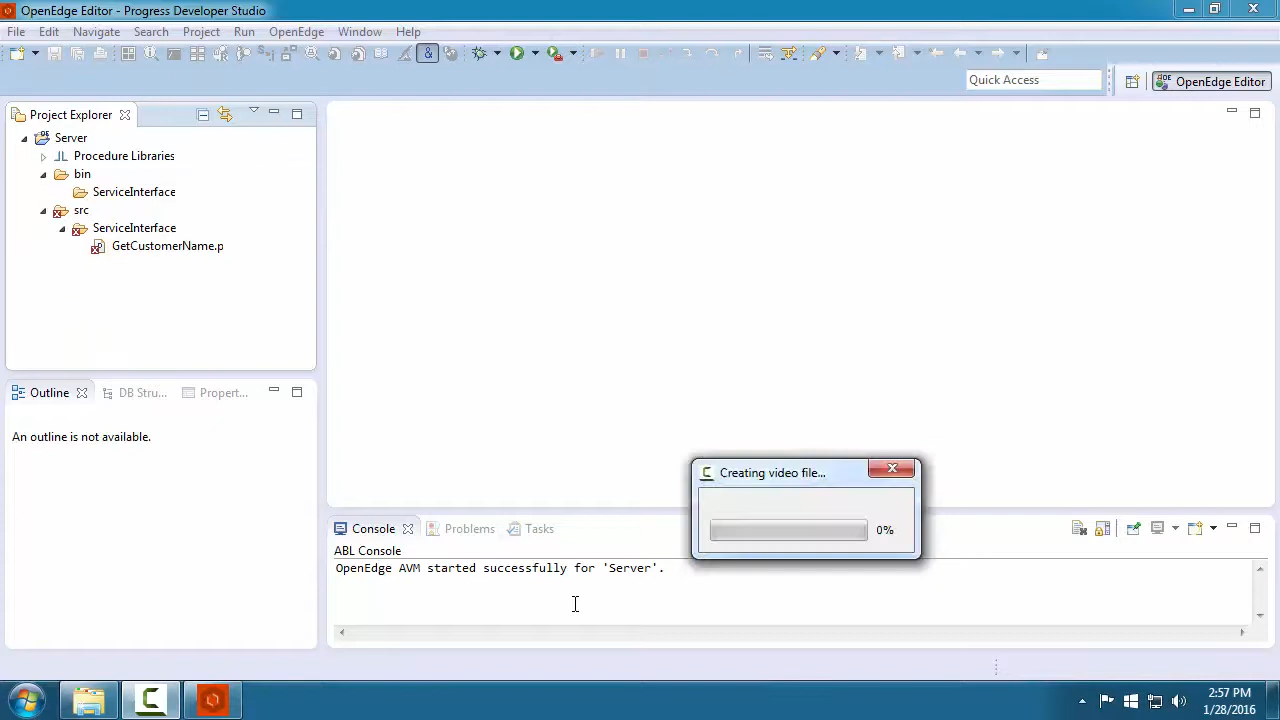 OpenEdge Editor - Progress Developer Studio
File Edit Navigate Search Project Run OpenEdge Window Help
Quick Access
OpenEdge Editor
Project Explorer
Server
Procedure Libraries
bin
ServiceInterface
src
ServiceInterface
GetCustomerName.p
Outline DB Stru... Propert...
An outline is not available.
Creating video file...
0%
Console Problems Tasks
ABL Console
OpenEdge AVM started successfully for 'Server'.
2:57 PM
1/28/2016